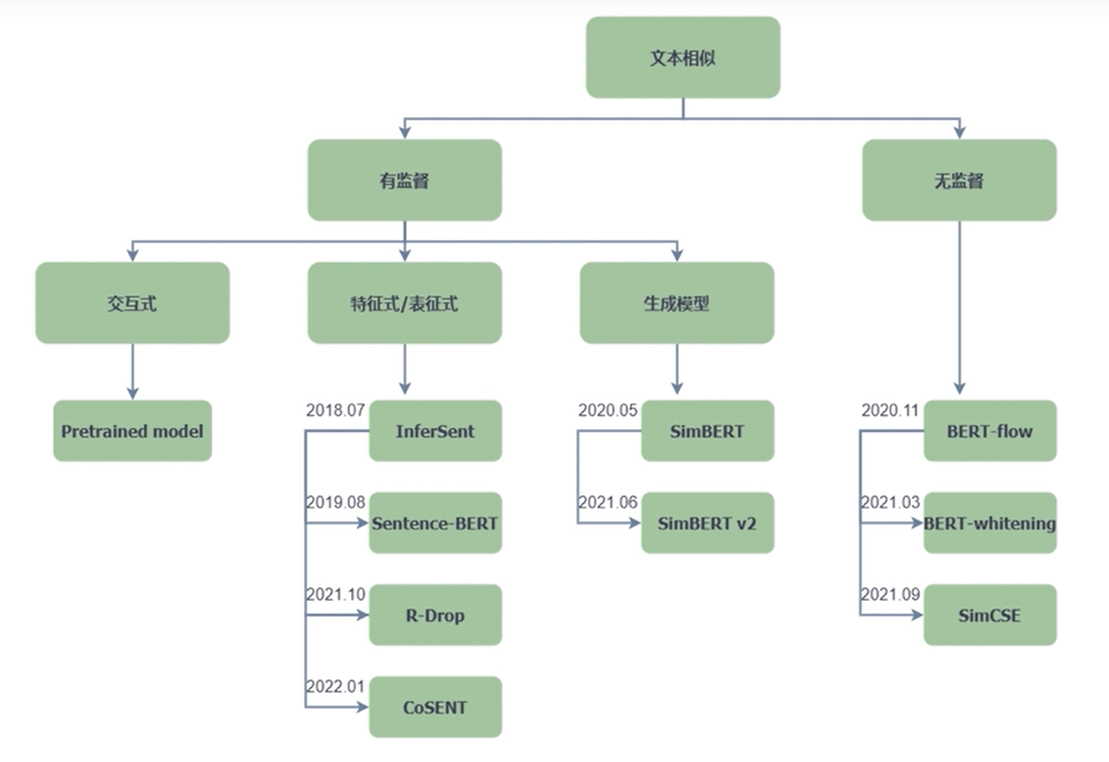 文本相似
有监督
无监督
交互式
特征式/表征式
生成模型
Pretrained model
2018.07
InferSent
2019.08
Sentence-BERT
2021.10
R-Drop
2022.01
CoSENT
2020.05
SimBERT
2021.06
SimBERT v2
2020.11
BERT-flow
2021.03
BERT-whitening
2021.09
SimCSE